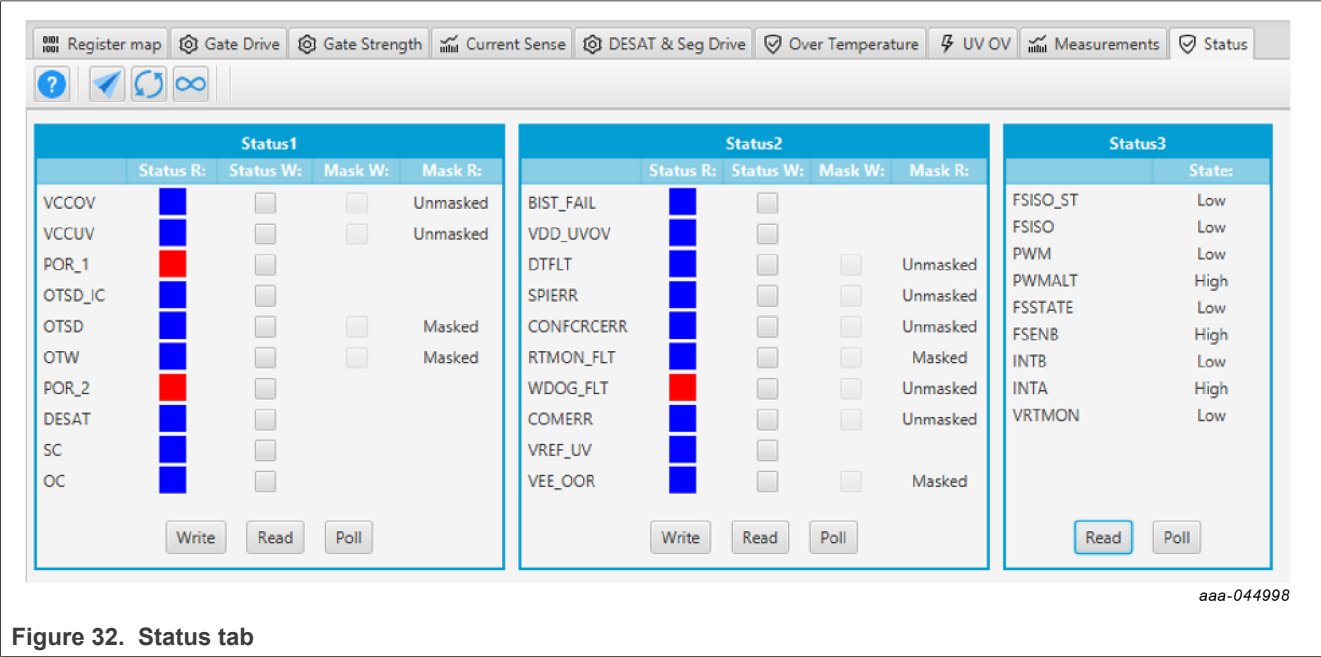 0101
1001
Register map
Gate Drive
Gate Strength
Current Sense
DESAT & Seg Drive
Over Temperature
UV OV
Measurements
Status
?
Status1
Status R: Status W: Mask W: Mask R:
VCCOV Unmasked
VCCUV Unmasked
POR_1
OTSD_IC
OTSD Masked
OTW Masked
POR_2
DESAT
SC
OC
Write Read Poll
Status2
Status R: Status W: Mask W: Mask R:
BIST_FAIL
VDD_UVOV
DTFLT Unmasked
SPIERR Unmasked
CONFCRCERR Unmasked
RTMON_FLT Masked
WDOG_FLT Unmasked
COMERR Unmasked
VREF_UV
VEE_OOR Masked
Write Read Poll
Status3
State:
FSISO_ST Low
FSISO Low
PWM Low
PWMALT High
FSSTATE Low
FSENB High
INTB Low
INTA High
VRTMON Low
Read Poll
aaa-044998
Figure 32. Status tab